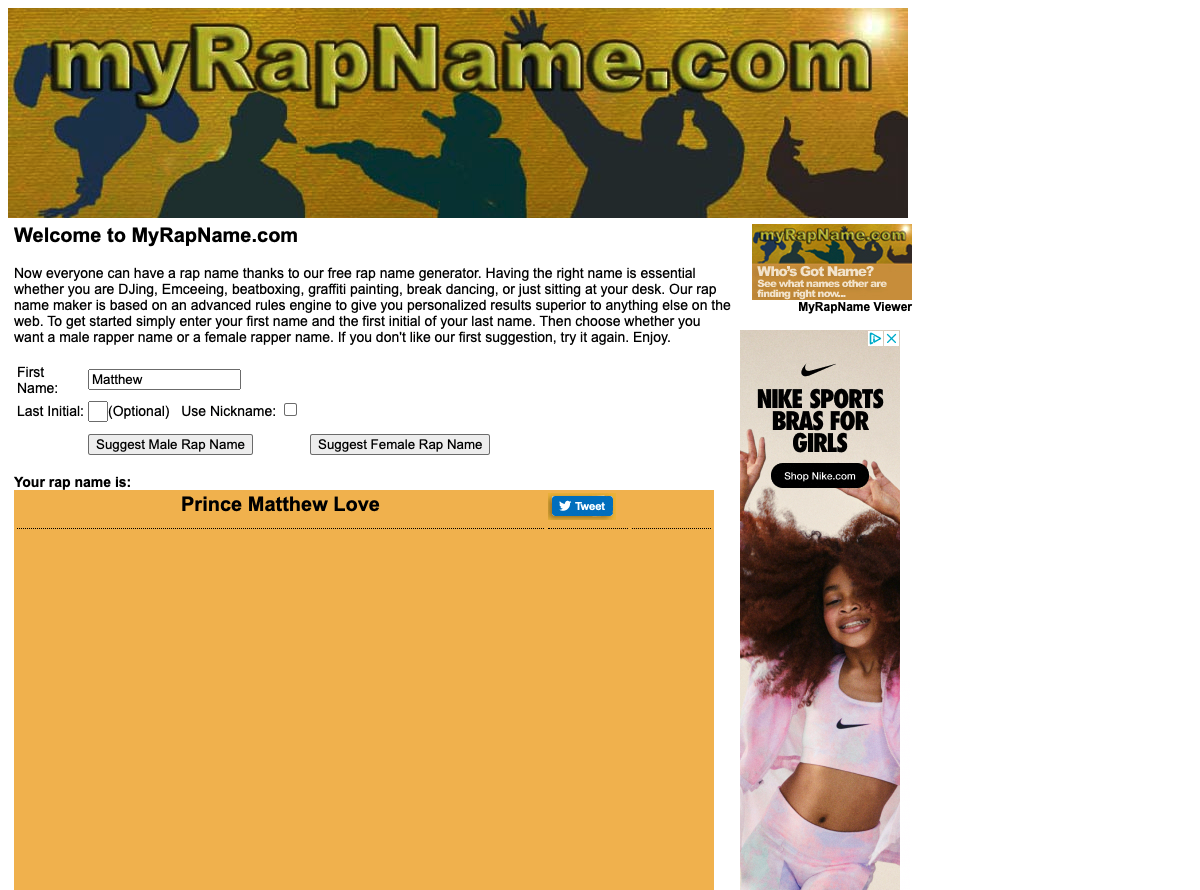 myRapName.com
Welcome to MyRapName.com
Now everyone can have a rap name thanks to our free rap name generator. Having the right name is essential
whether you are DJing, Emceeing, beatboxing, graffiti painting, break dancing, or just sitting at your desk. Our rap
name maker is based on an advanced rules engine to give you personalized results superior to anything else on the
web. To get started simply enter your first name and the first initial of your last name. Then choose whether you
want a male rapper name or a female rapper name. If you don't like our first suggestion, try it again. Enjoy.
First
Name:
Matthew
Last Initial: (Optional) Use Nickname:
Suggest Male Rap Name Suggest Female Rap Name
Your rap name is:
Prince Matthew Love
Tweet
myRapName.com
Who's Got Name?
See what names other are
finding right now...
MyRapName Viewer
NIKE SPORTS
BRAS FOR
GIRLS
Shop Nike.com